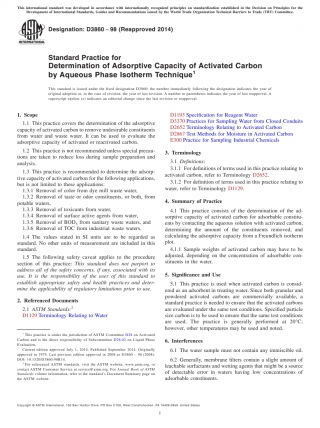 This international standard was developed in accordance with internationally recognized principles on standardization established in the Decision on Principles for the
Development of International Standards, Guides and Recommendations issued by the World Trade Organization Technical Barriers to Trade (TBT) Committee.
Designation: D3860 − 98 (Reapproved 2014)
Standard Practice for
Determination of Adsorptive Capacity of Activated Carbon
by Aqueous Phase Isotherm Technique1
This standard is issued under the fixed designation D3860; the number immediately following the designation indicates the year of
original adoption or, in the case of revision, the year of last revision. A number in parentheses indicates the year of last reapproval. A
superscript epsilon (ε) indicates an editorial change since the last revision or reapproval.
1. Scope
1.1 This practice covers the determination of the adsorptive
capacity of activated carbon to remove undesirable constituents
from water and waste water. It can be used to evaluate the
adsorptive capacity of activated or reactivated carbon.
1.2 This practice is not recommended unless special precau-
tions are taken to reduce loss during sample preparation and
analysis.
1.3 This practice is recommended to determine the adsorp-
tive capacity of activated carbon for the following applications,
but is not limited to these applications:
1.3.1 Removal of color from dye mill waste water,
1.3.2 Removal of taste or odor constituents, or both, from
potable waters,
1.3.3 Removal of toxicants from water,
1.3.4 Removal of surface active agents from water,
1.3.5 Removal of BOD5 from sanitary waste waters, and
1.3.6 Removal of TOC from industrial waste waters.
1.4 The values stated in SI units are to be regarded as
standard. No other units of measurement are included in this
standard.
1.5 The following safety caveat applies to the procedure
section of this practice: This standard does not purport to
address all of the safety concerns, if any, associated with its
use. It is the responsibility of the user of this standard to
establish appropriate safety and health practices and deter-
mine the applicability of regulatory limitations prior to use.
2. Referenced Documents
2.1 ASTM Standards:2
D1129 Terminology Relating to Water
1 This practice is under the jurisdiction of ASTM Committee D28 on Activated
Carbon and is the direct responsibility of Subcommittee D28.02 on Liquid Phase
Evaluation.
Current edition approved July 1, 2014. Published September 2014. Originally
approved in 1979. Last previous edition approved in 2008 as D3860 – 98 (2008).
DOI: 10.1520/D3860-98R14.
2 For referenced ASTM standards, visit the ASTM website, www.astm.org, or
contact ASTM Customer Service at service@astm.org. For Annual Book of ASTM
Standards volume information, refer to the standard's Document Summary page on
the ASTM website.
D1193 Specification for Reagent Water
D3370 Practices for Sampling Water from Closed Conduits
D2652 Terminology Relating to Activated Carbon
D2867 Test Methods for Moisture in Activated Carbon
E300 Practice for Sampling Industrial Chemicals
3. Terminology
3.1 Definitions:
3.1.1 For definitions of terms used in this practice relating to
activated carbon, refer to Terminology D2652.
3.1.2 For definitions of terms used in this practice relating to
water, refer to Terminology D1129.
4. Summary of Practice
4.1 This practice consists of the determination of the ad-
sorptive capacity of activated carbon for adsorbable constitu-
ents by contacting the aqueous solution with activated carbon,
determining the amount of the constituents removed, and
calculating the adsorptive capacity from a Freundlich isotherm
plot.
4.1.1 Sample weights of activated carbon may have to be
adjusted, depending on the concentration of adsorbable con-
stituents in the water.
5. Significance and Use
5.1 This practice is used when activated carbon is consid-
ered as an adsorbent in treating water. Since both granular and
powdered activated carbons are commercially available, a
standard practice is needed to ensure that the activated carbons
are evaluated under the same conditions. Specified particle
size carbon is to be used to ensure that the same test conditions
are used. The practice is generally performed at 20°C;
however, other temperatures may be used and noted.
6. Interferences
6.1 The water sample must not contain any immiscible oil.
6.2 Generally, membrane filters contain a slight amount of
leachable surfactants and wetting agents that might be a source
of detectable error in waters having low concentrations of
adsorbable constituents.
Copyright © ASTM International, 100 Barr Harbor Drive, PO Box C700, West Conshohocken, PA 19428-2959. United States
1